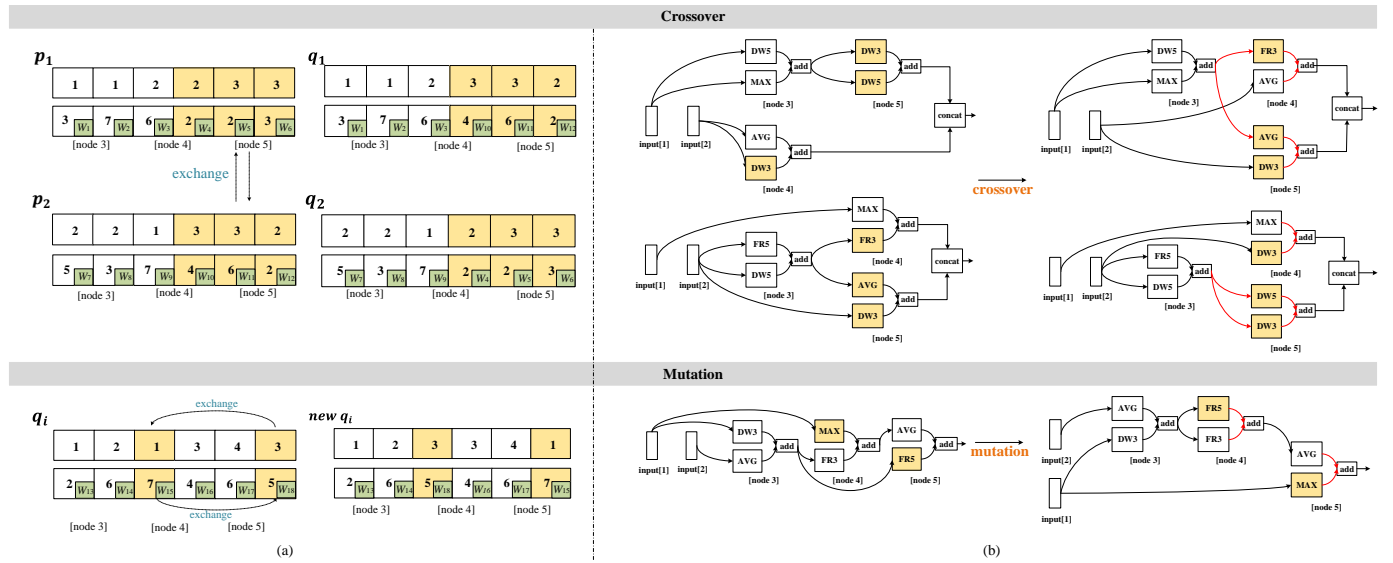 Crossover
p1
1 1 2 2 3 3
3 W1 7 W2 6 W3 2 W4 2 W5 3 W6
[node 3] [node 4] [node 5]
exchange
p2
2 2 1 3 3 2
5 W7 3 W8 7 W9 4 W10 6 W11 2 W12
[node 3] [node 4] [node 5]
q1
1 1 2 3 3 2
3 W1 7 W2 6 W3 4 W10 6 W11 2 W12
[node 3] [node 4] [node 5]
q2
2 2 1 2 3 3
5 W7 3 W8 7 W9 2 W4 2 W5 3 W6
[node 3] [node 4] [node 5]
DW5 add DW3 add
MAX DW5
[node 3] [node 5]
concat
input[1] input[2]
AVG add
DW3
[node 4]
MAX add
FR5 add FR3
DW5 [node 4]
[node 3] concat
input[1] input[2]
AVG add
DW3
[node 5]
crossover
DW5 add FR3 add
MAX AVG
[node 3] [node 4]
concat
input[1] input[2]
AVG add
DW3
[node 5]
MAX add
DW3
[node 4]
FR5 add
DW5
[node 3]
concat
input[1] input[2]
DW5 add
DW3
[node 5]
Mutation
qi
exchange
1 2 1 3 4 3
2 W13 6 W14 7 W15 4 W16 6 W17 5 W18
exchange
[node 3] [node 4] [node 5]
new qi
1 2 3 3 4 1
2 W13 6 W14 5 W18 4 W16 6 W17 7 W15
[node 3] [node 4] [node 5]
DW3 add MAX add AVG add
AVG FR3 FR5
input[1] input[2] [node 3] [node 4] [node 5]
mutation
AVG add FR5 add
DW3 FR3
[node 3] [node 4]
input[2]
AVG add
MAX
input[1] [node 5]
(a) (b)